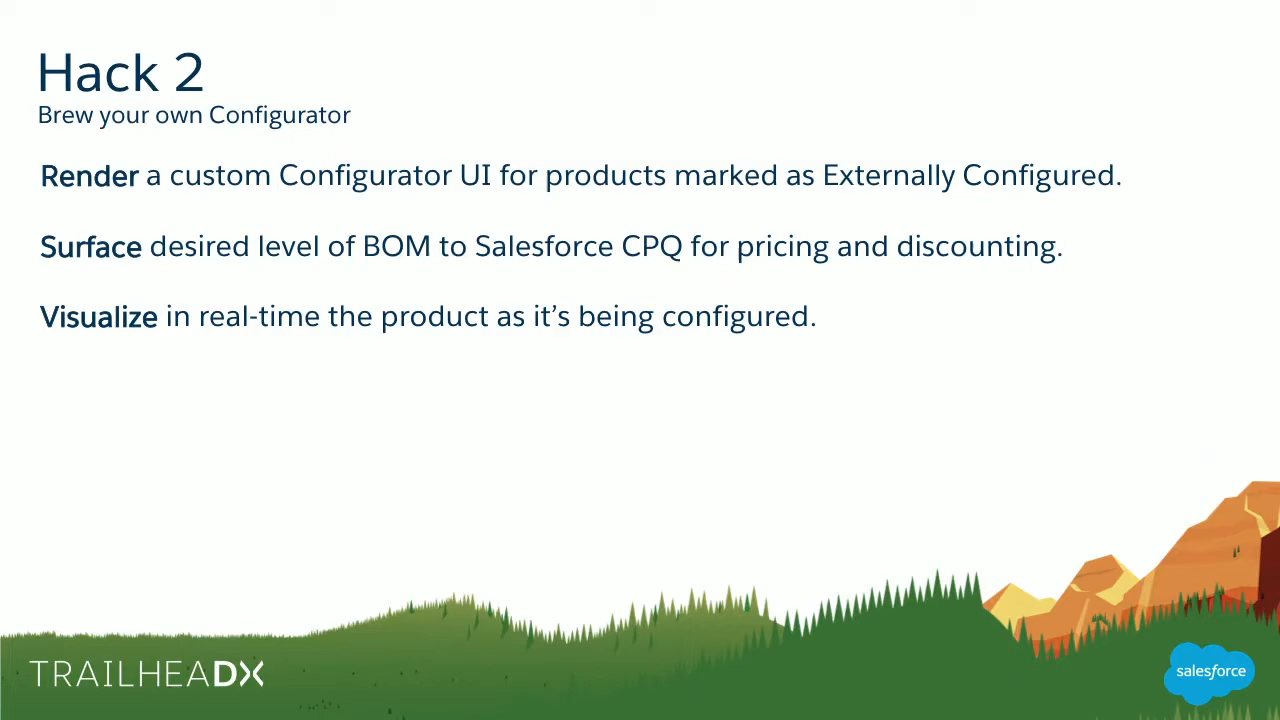 Hack 2
Brew your own Configurator
Render a custom Configurator UI for products marked as Externally Configured.
Surface desired level of BOM to Salesforce CPQ for pricing and discounting.
Visualize in real-time the product as it’s being configured.
TRAILHEADX
salesforce